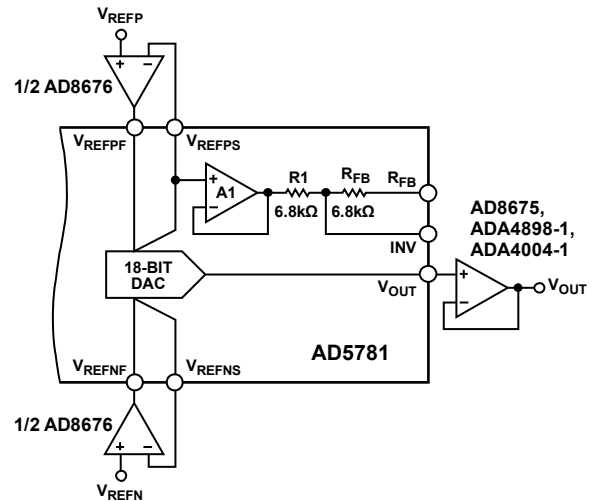 VREFP
+ −
1/2 AD8676
VREFPF
VREFPS
A1
+
−
R1
6.8kΩ
RFB
6.8kΩ
RFB
INV
18-BIT
DAC
VOUT
AD8675,
ADA4898-1,
ADA4004-1
+
−
VOUT
AD5781
VREFNF
VREFNS
1/2 AD8676
+ −
VREFN